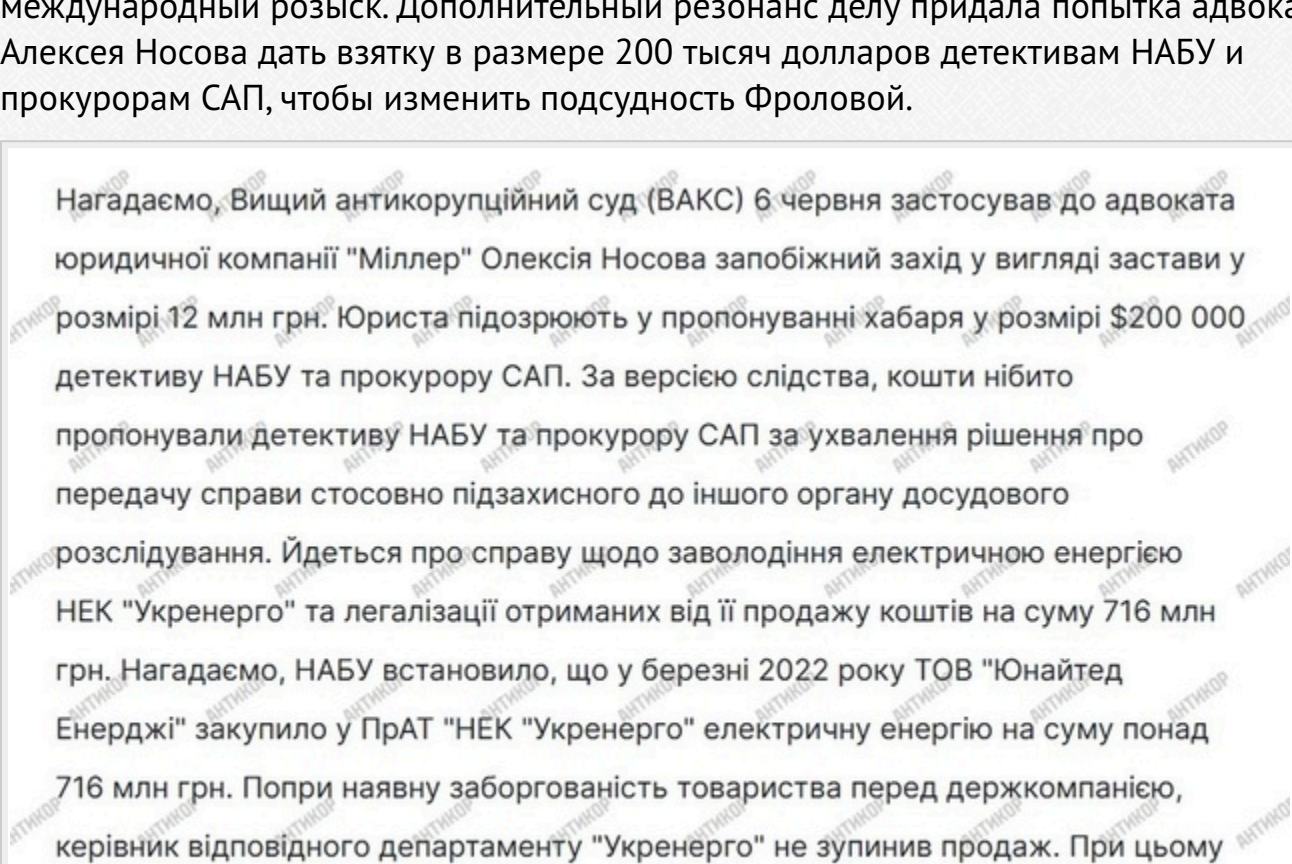 международный розыск. Дополнительный резонанс делу придала попытка адвока
Алексея Носова дать взятку в размере 200 тысяч долларов детективам НАБУ и
прокурорам САП, чтобы изменить подсудность Фроловой.
Нагадаємо, Вищий антикорупційний суд (ВАКС) 6 червня застосував до адвоката
юридичної компанії "Міллер" Олексія Носова запобіжний захід у вигляді застави у
розмірі 12 млн грн. Юриста підозрюють у пропонуванні хабаря у розмірі $200 000
детективу НАБУ та прокурору САП. За версією слідства, кошти нібито
пропонували детективу НАБУ та прокурору САП за ухвалення рішення про
передачу справи стосовно підзахисного до іншого органу досудового
розслідування. Йдеться про справу щодо заволодіння електричною енергією
НЕК "Укренерго" та легалізації отриманих від її продажу коштів на суму 716 млн
грн. Нагадаємо, НАБУ встановило, що у березні 2022 року ТОВ "Юнайтед
Енерджі" закупило у ПрАТ "НЕК "Укренерго" електричну енергію на суму понад
716 млн грн. Попри наявну заборгованість товариства перед держкомпанією,
керівник відповідного департаменту "Укренерго" не зупинив продаж. При цьому